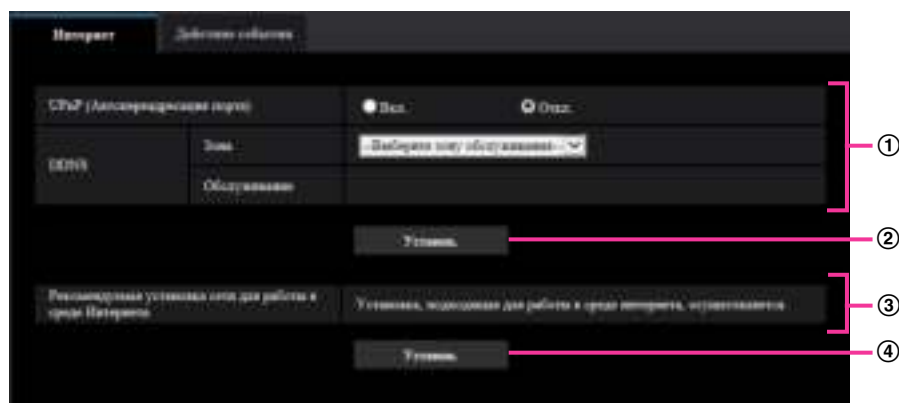 Интернет Действие события
UPnP (Автопереадресация порта) Вкл. Откл.
Зона --Выберите зону обслуживания--
①
DDNS
Обслуживание
Установ.
②
Рекомендуемая установка сети для работы в
среде Интернета
Установка, подходящая для работы в среде интернета, осуществляется.
③
Установ.
④